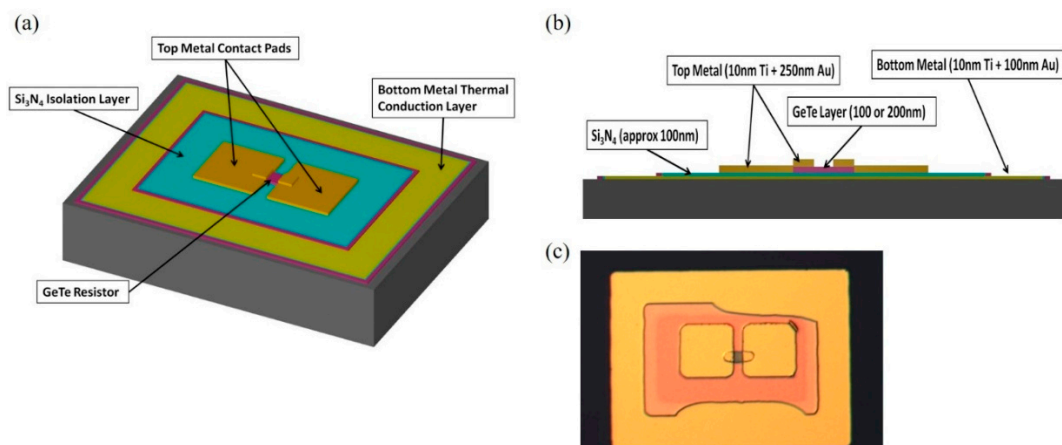 (a)
Top Metal Contact Pads
Si₃N₄ Isolation Layer
Bottom Metal Thermal
Conduction Layer
GeTe Resistor
(b)
Top Metal (10nm Ti + 250nm Au)
Bottom Metal (10nm Ti + 100nm Au)
GeTe Layer (100 or 200nm)
Si₃N₄ (approx 100nm)
(c)